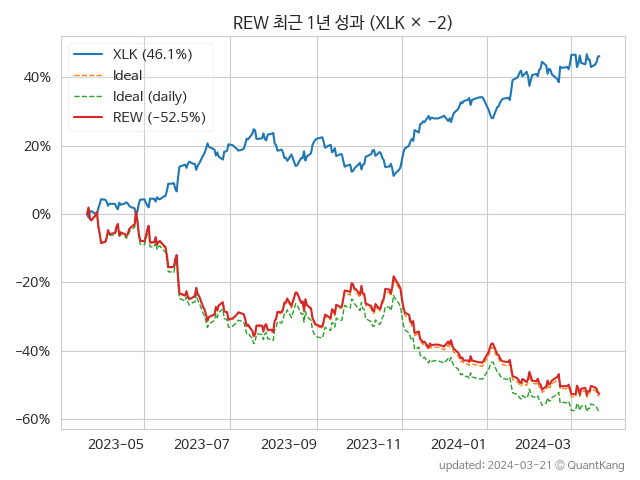 REW 최근 1년 성과 (XLK × −2)
XLK (46.1%)
Ideal
Ideal (daily)
REW (−52.5%)
40%
20%
0%
−20%
−40%
−60%
2023-05 2023-07 2023-09 2023-11 2024-01 2024-03
updated: 2024-03-21 ⓒ QuantKang